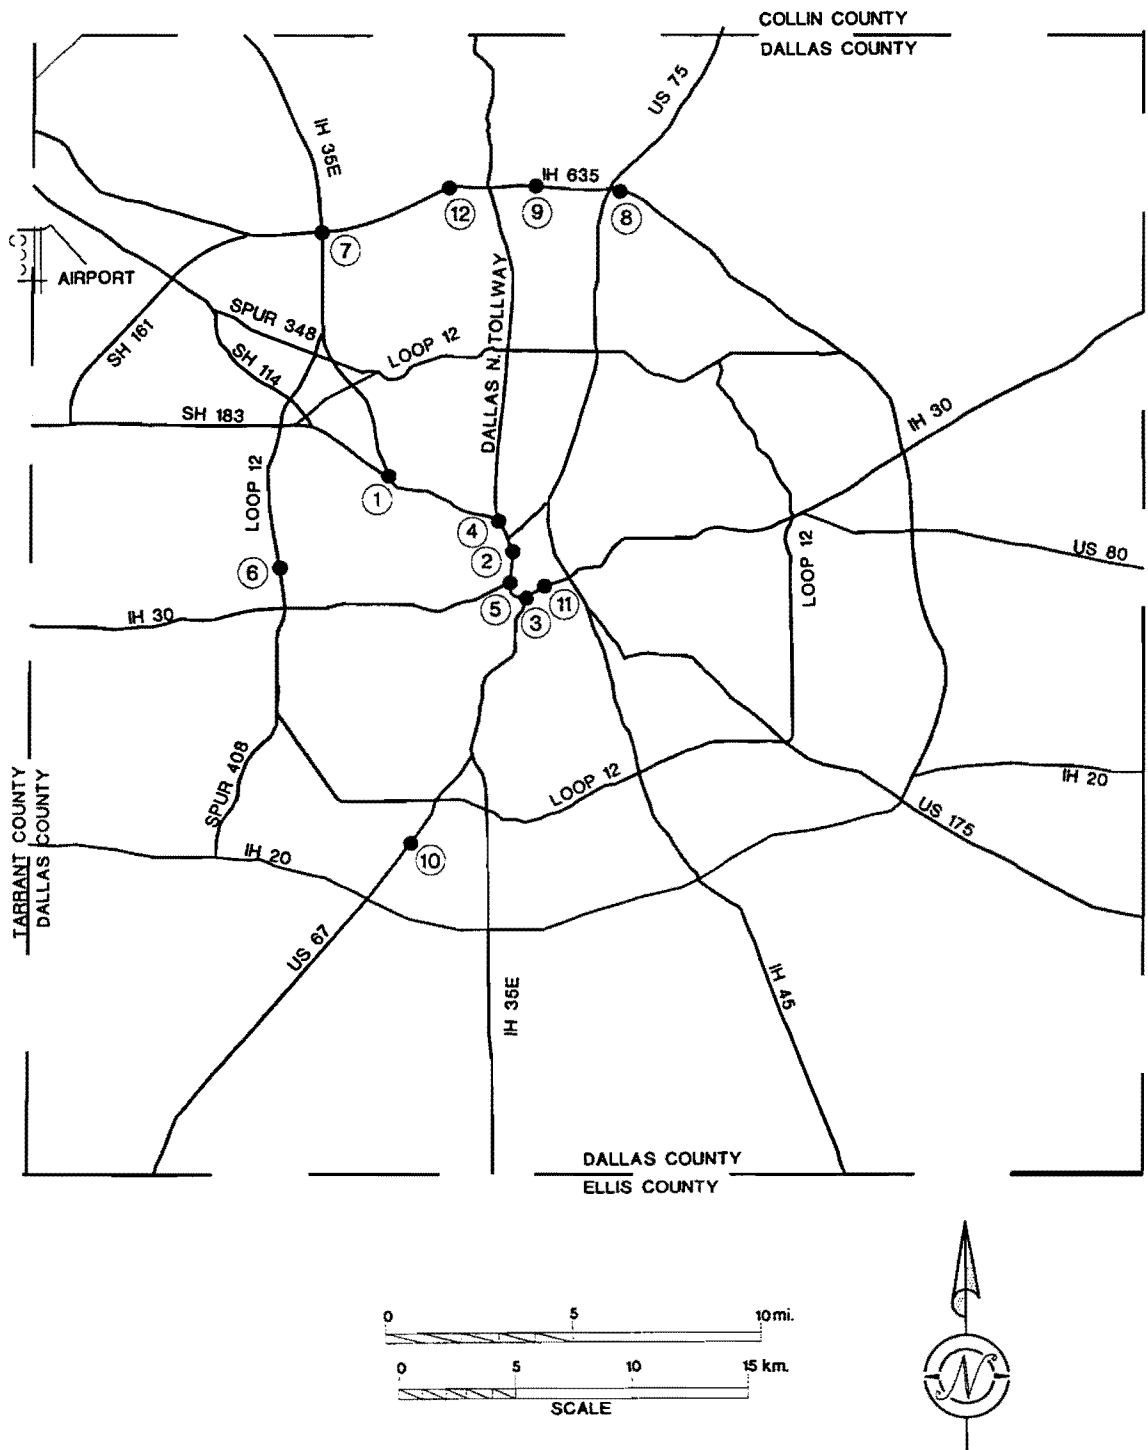 COLLIN COUNTY
DALLAS COUNTY
US 75
IH 35E
IH 635
12
9
8
7
AIRPORT
DALLAS N. TOLLWAY
SPUR 348
LOOP 12
SH 161
SH 114
SH 183
IH 30
LOOP 12
1
4
2
US 80
LOOP 12
6
5
3
11
IH 30
TARRANT COUNTY
DALLAS COUNTY
SPUR 408
LOOP 12
IH 20
US 175
IH 20
10
US 67
IH 35E
IH 45
DALLAS COUNTY
ELLIS COUNTY
0 5 10 mi.
0 5 10 15 km.
SCALE
N